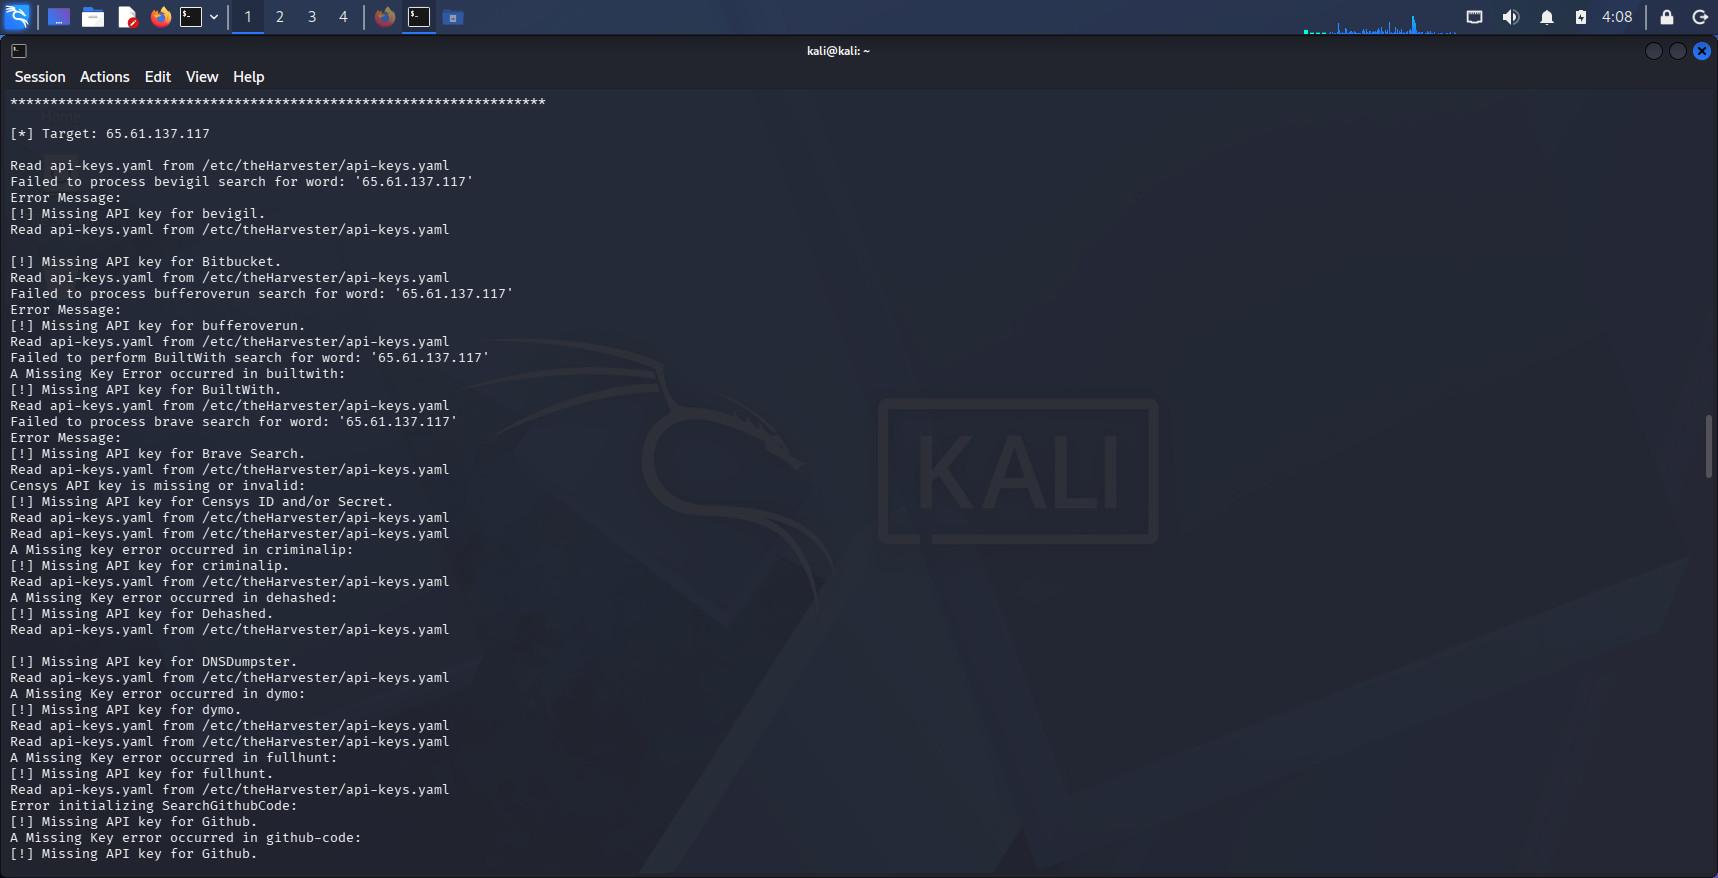 1 2 3 4 4:08
kali@kali: ~
Session Actions Edit View Help
*******************************************************************
[*] Target: 65.61.137.117
Read api-keys.yaml from /etc/theHarvester/api-keys.yaml
Failed to process bevigil search for word: '65.61.137.117'
Error Message:
[!] Missing API key for bevigil.
Read api-keys.yaml from /etc/theHarvester/api-keys.yaml
[!] Missing API key for Bitbucket.
Read api-keys.yaml from /etc/theHarvester/api-keys.yaml
Failed to process bufferoverun search for word: '65.61.137.117'
Error Message:
[!] Missing API key for bufferoverun.
Read api-keys.yaml from /etc/theHarvester/api-keys.yaml
Failed to perform BuiltWith search for word: '65.61.137.117'
A Missing Key Error occurred in builtwith:
[!] Missing API key for BuiltWith.
Read api-keys.yaml from /etc/theHarvester/api-keys.yaml
Failed to process brave search for word: '65.61.137.117'
Error Message:
[!] Missing API key for Brave Search.
Read api-keys.yaml from /etc/theHarvester/api-keys.yaml
Censys API key is missing or invalid:
[!] Missing API key for Censys ID and/or Secret.
Read api-keys.yaml from /etc/theHarvester/api-keys.yaml
Read api-keys.yaml from /etc/theHarvester/api-keys.yaml
A Missing key error occurred in criminalip:
[!] Missing API key for criminalip.
Read api-keys.yaml from /etc/theHarvester/api-keys.yaml
A Missing Key error occurred in dehashed:
[!] Missing API key for Dehashed.
Read api-keys.yaml from /etc/theHarvester/api-keys.yaml
[!] Missing API key for DNSDumpster.
Read api-keys.yaml from /etc/theHarvester/api-keys.yaml
A Missing Key error occurred in dymo:
[!] Missing API key for dymo.
Read api-keys.yaml from /etc/theHarvester/api-keys.yaml
Read api-keys.yaml from /etc/theHarvester/api-keys.yaml
A Missing Key error occurred in fullhunt:
[!] Missing API key for fullhunt.
Read api-keys.yaml from /etc/theHarvester/api-keys.yaml
Error initializing SearchGithubCode:
[!] Missing API key for Github.
A Missing Key error occurred in github-code:
[!] Missing API key for Github.
KALI